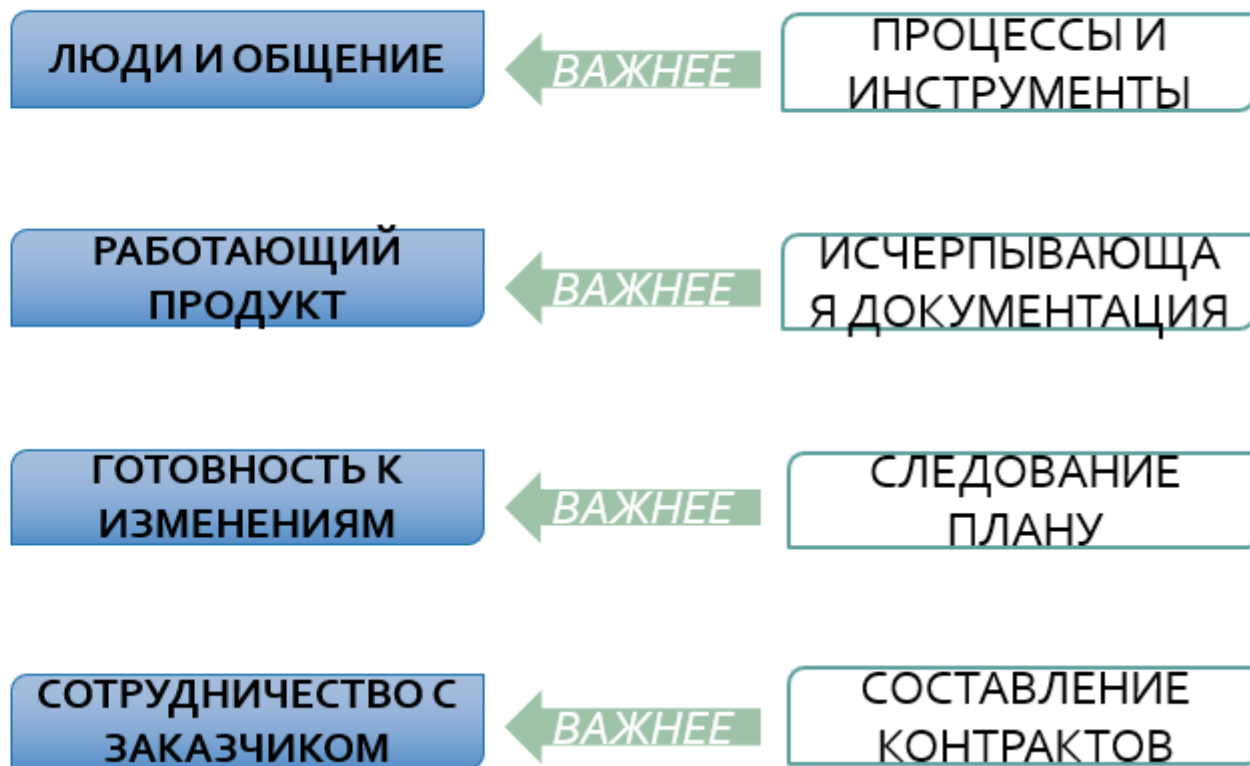 ЛЮДИ И ОБЩЕНИЕ
ВАЖНЕЕ
ПРОЦЕССЫ И
ИНСТРУМЕНТЫ
РАБОТАЮЩИЙ
ПРОДУКТ
ВАЖНЕЕ
ИСЧЕРПЫВАЮЩА
Я ДОКУМЕНТАЦИЯ
ГОТОВНОСТЬ К
ИЗМЕНЕНИЯМ
ВАЖНЕЕ
СЛЕДОВАНИЕ
ПЛАНУ
СОТРУДНИЧЕСТВО С
ЗАКАЗЧИКОМ
ВАЖНЕЕ
СОСТАВЛЕНИЕ
КОНТРАКТОВ